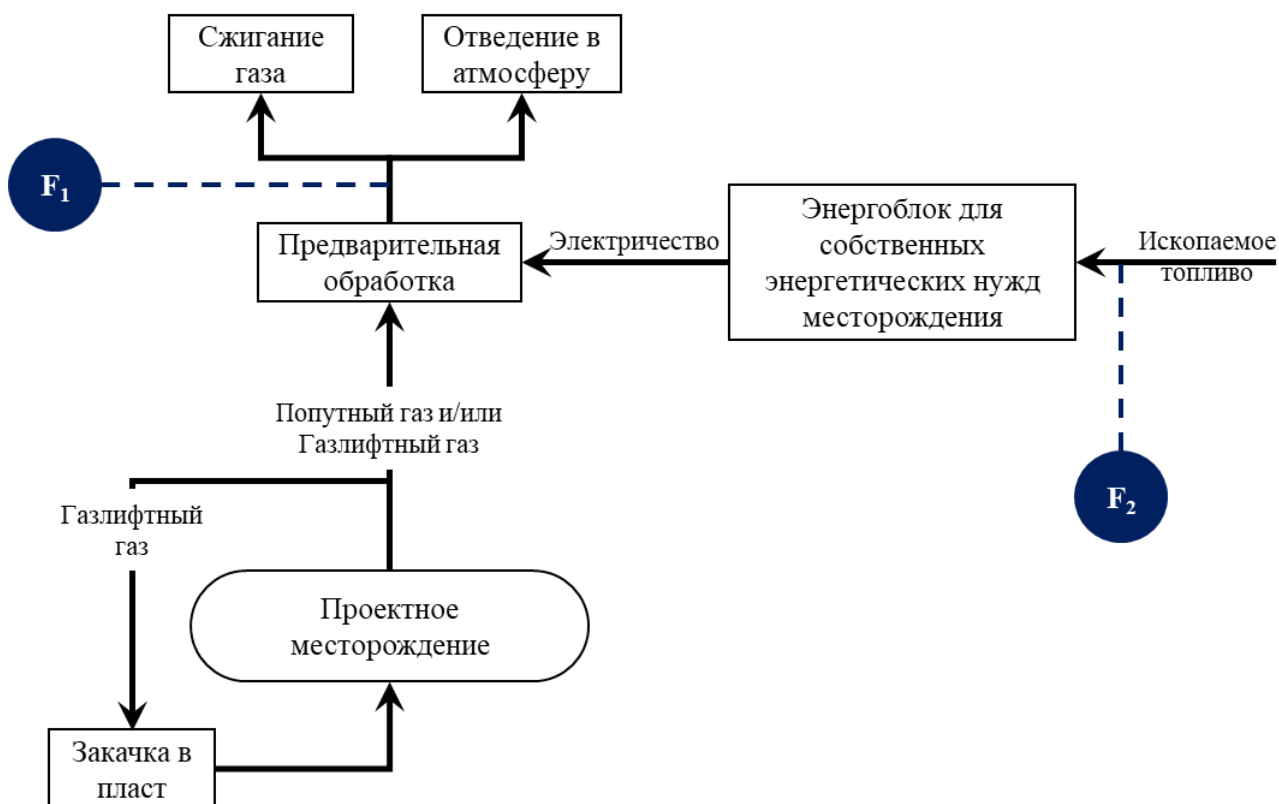 Сжигание
газа
Отведение в
атмосферу
F₁
Предварительная
обработка
Электричество
Энергоблок для
собственных
энергетических нужд
месторождения
Ископаемое
топливо
Попутный газ и/или
Газлифтный газ
Газлифтный
газ
F₂
Проектное
месторождение
Закачка в
пласт